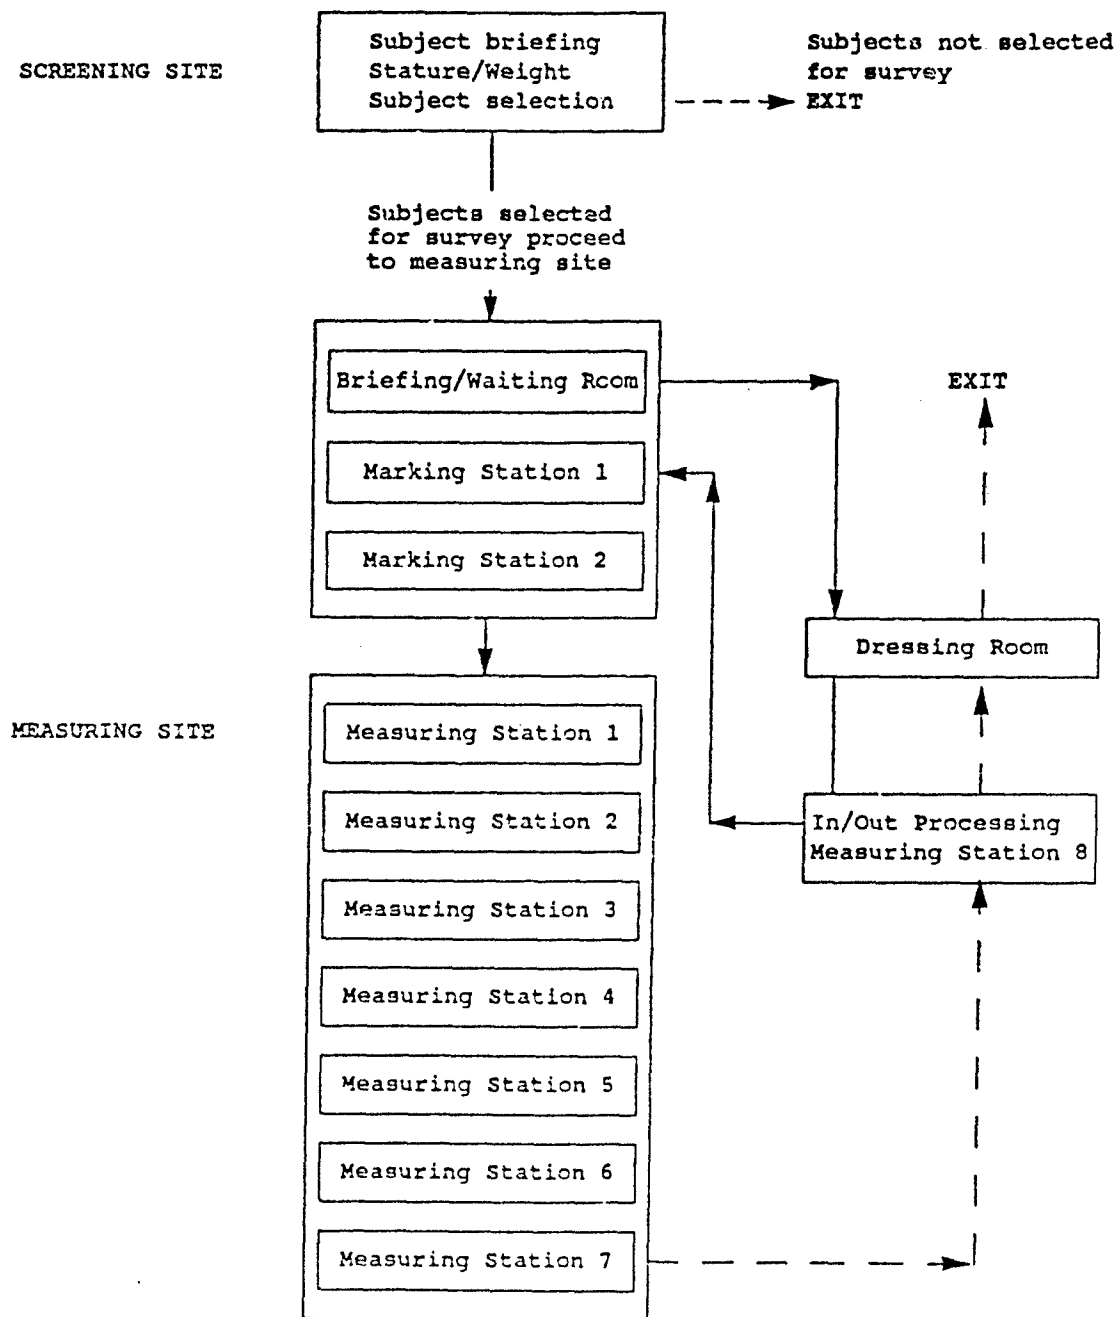 SCREENING SITE
Subject briefing
Stature/Weight
Subject selection
Subjects not selected
for survey
EXIT
Subjects selected
for survey proceed
to measuring site
Briefing/Waiting Room
Marking Station 1
Marking Station 2
EXIT
Dressing Room
MEASURING SITE
Measuring Station 1
Measuring Station 2
Measuring Station 3
Measuring Station 4
Measuring Station 5
Measuring Station 6
Measuring Station 7
In/Out Processing
Measuring Station 8